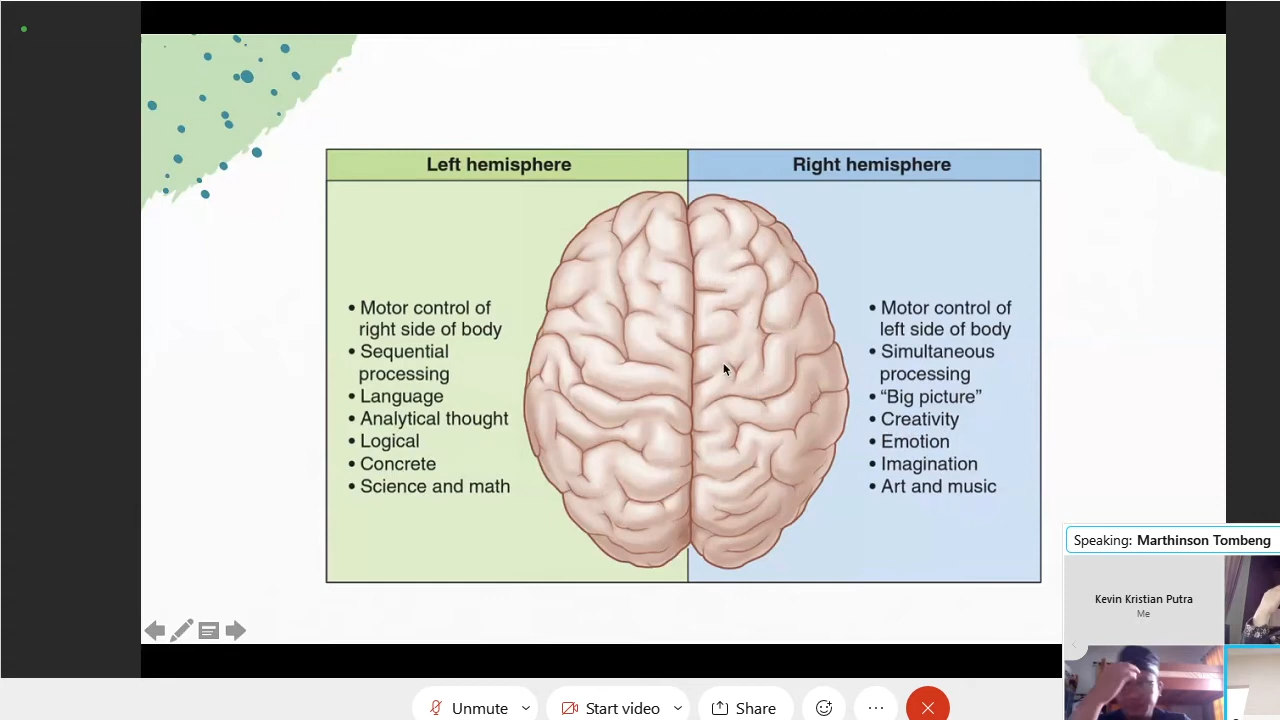 Left hemisphere
Right hemisphere
• Motor control of
right side of body
• Sequential
processing
• Language
• Analytical thought
• Logical
• Concrete
• Science and math
• Motor control of
left side of body
• Simultaneous
processing
• “Big picture”
• Creativity
• Emotion
• Imagination
• Art and music
Speaking: Marthinson Tombeng
Kevin Kristian Putra
Me
Unmute
Start video
Share